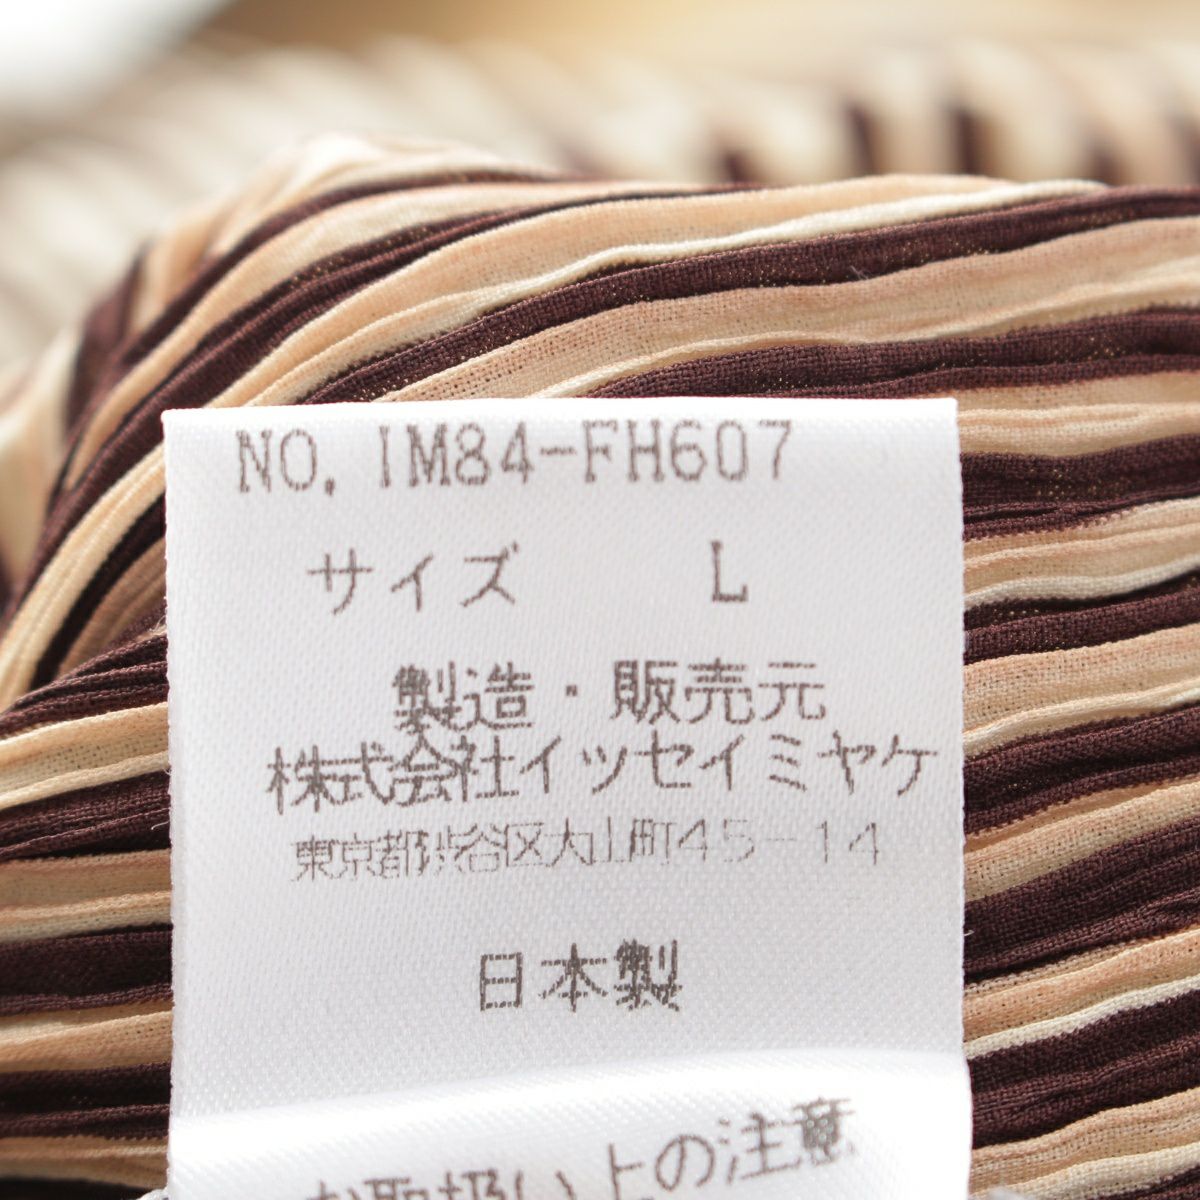 NO. IM84-FH607
サイズ L
製造・販売元
株式会社イッセイミヤケ
東京都渋谷区大山町45-14
日本製
お取扱い上の注意